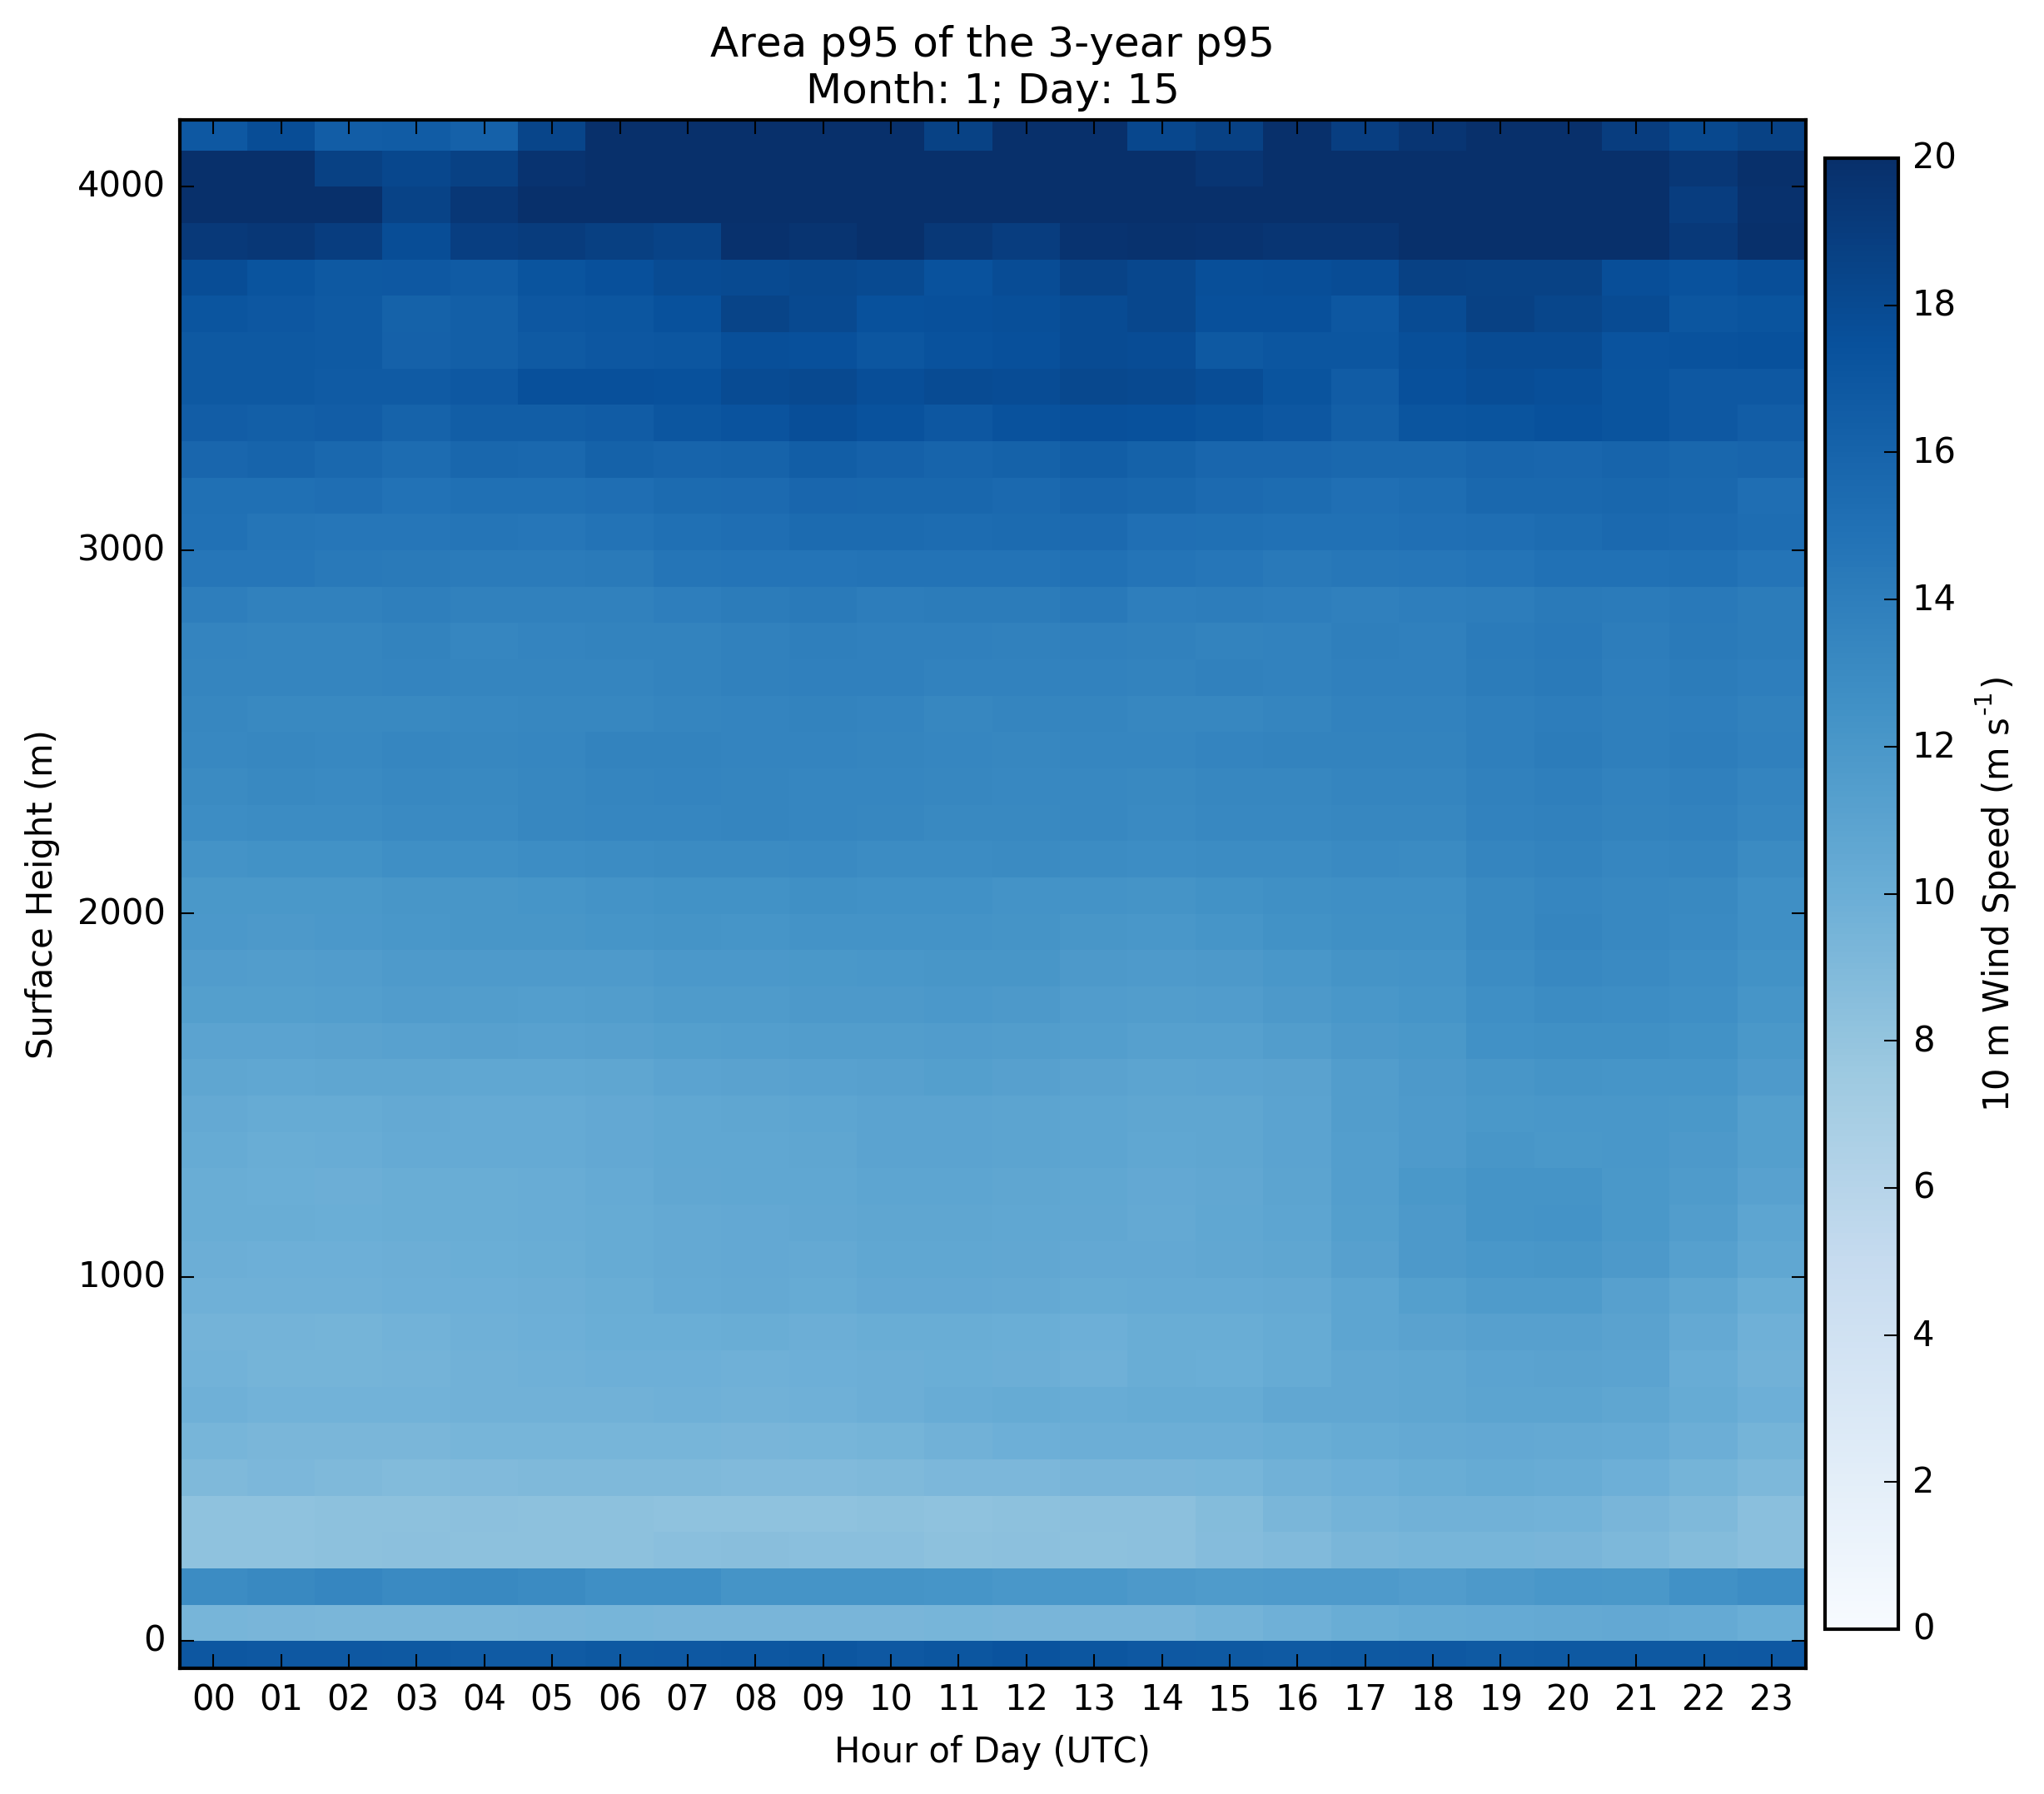 Area p95 of the 3-year p95
Month: 1; Day: 15
4000
3000
2000
1000
0
Surface Height (m)
00 01 02 03 04 05 06 07 08 09 10 11 12 13 14 15 16 17 18 19 20 21 22 23
Hour of Day (UTC)
20
18
16
14
12
10
8
6
4
2
0
10 m Wind Speed (m s⁻¹)